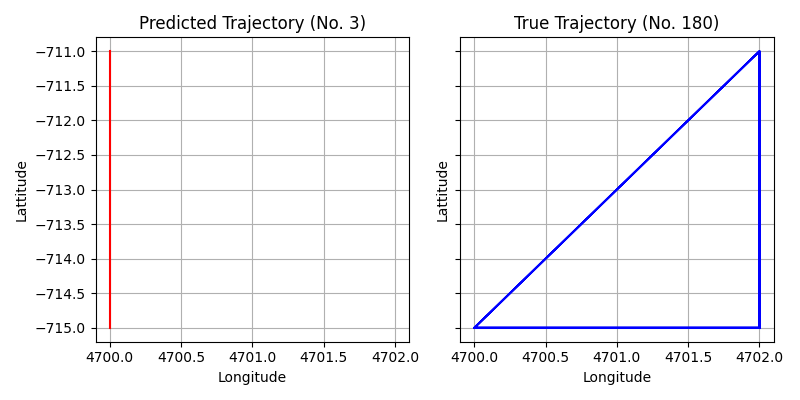 Predicted Trajectory (No. 3)
True Trajectory (No. 180)
−711.0
−711.5
−712.0
−712.5
−713.0
−713.5
−714.0
−714.5
−715.0
Lattitude
Lattitude
4700.0 4700.5 4701.0 4701.5 4702.0
4700.0 4700.5 4701.0 4701.5 4702.0
Longitude
Longitude